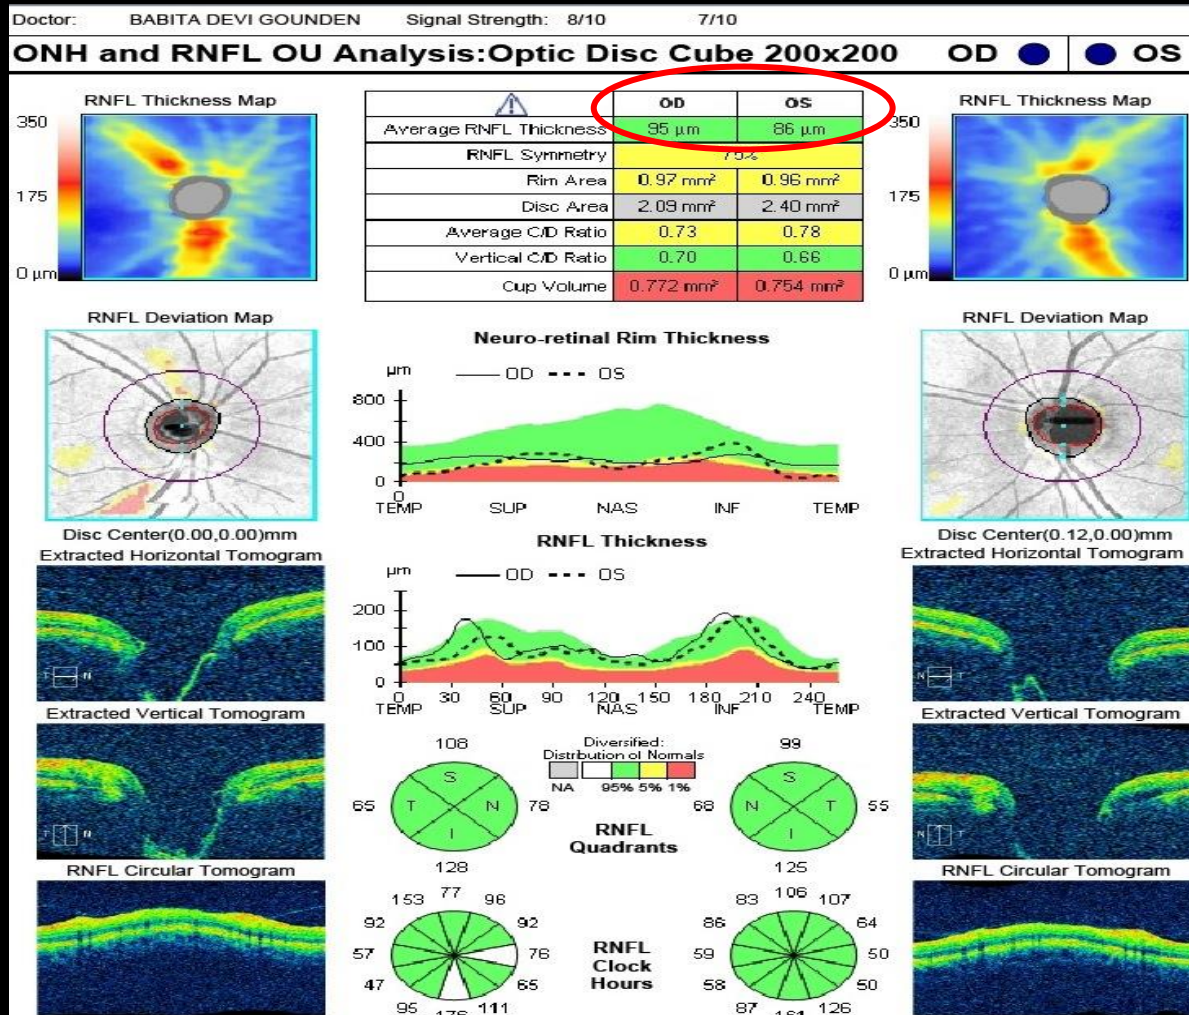 Doctor: BABITA DEVI GOUNDEN Signal Strength: 8/10 7/10
ONH and RNFL OU Analysis:Optic Disc Cube 200x200 OD OS
RNFL Thickness Map
350
175
0 µm
OD OS
Average RNFL Thickness 95 µm 86 µm
RNFL Symmetry 75%
Rim Area 0.97 mm² 0.96 mm²
Disc Area 2.09 mm² 2.40 mm²
Average C/D Ratio 0.73 0.78
Vertical C/D Ratio 0.70 0.66
Cup Volume 0.772 mm³ 0.754 mm³
RNFL Thickness Map
350
175
0 µm
RNFL Deviation Map
Disc Center(0.00,0.00)mm
Neuro-retinal Rim Thickness
µm OD OS
800
400
0
0
TEMP SUP NAS INF TEMP
RNFL Deviation Map
Disc Center(0.12,0.00)mm
Extracted Horizontal Tomogram
T N
Extracted Vertical Tomogram
T N
RNFL Circular Tomogram
RNFL Thickness
µm OD OS
200
100
0
0 30 60 90 120 150 180 210 240
TEMP SUP NAS INF TEMP
Extracted Horizontal Tomogram
N T
Extracted Vertical Tomogram
N T
RNFL Circular Tomogram
Diversified:
Distribution of Normals
NA 95% 5% 1%
108
S
65 T N 78
I
128
RNFL
Quadrants
99
S
68 N T 55
I
125
153 77 96
92 92
57 76
47 65
95 176 111
RNFL
Clock
Hours
83 106 107
86 64
59 50
58 50
87 161 126